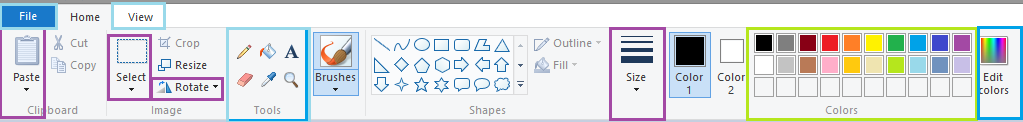 File Home View
Cut
Copy
Paste
Clipboard
Select
Crop
Resize
Rotate
Image
A
Tools
Brushes
Outline
Fill
Shapes
Size
Color
1
Color
2
Colors
Edit
colors